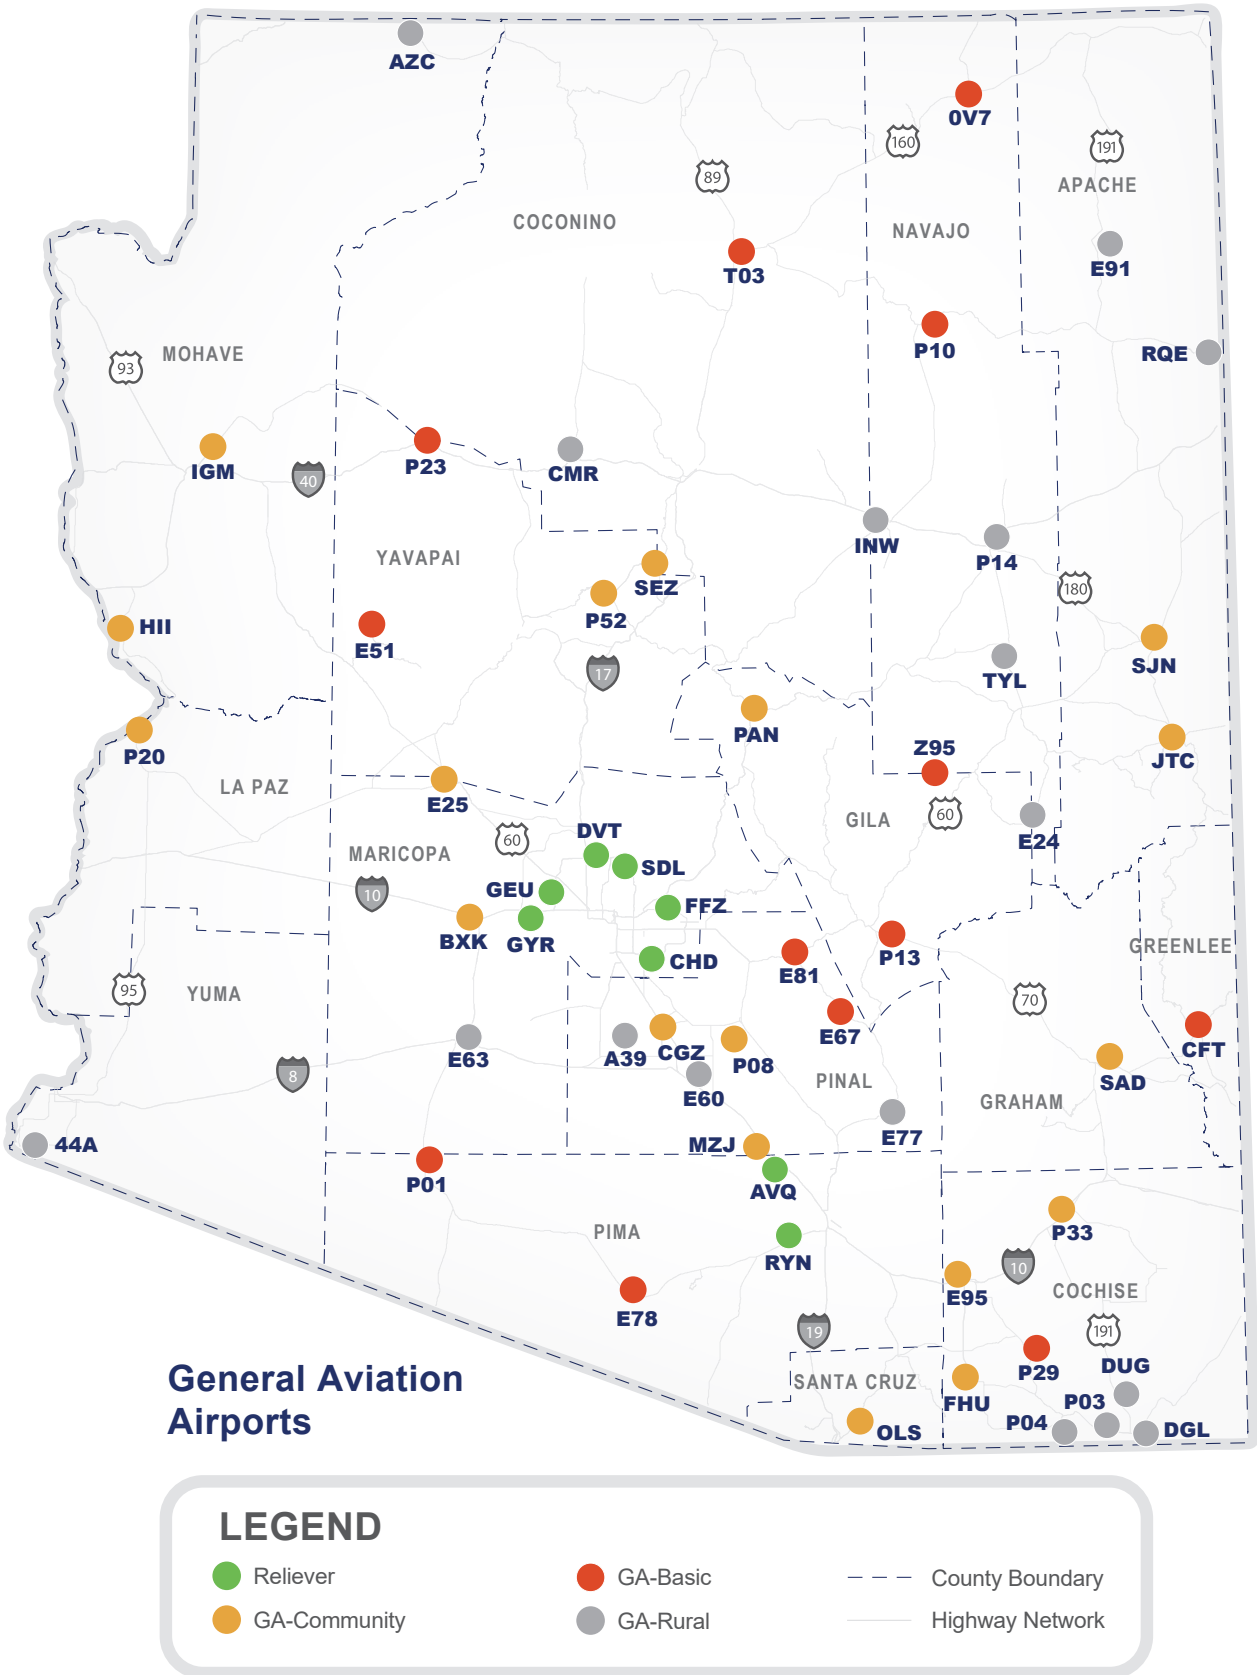 AZC
0V7
160
191
89
APACHE
COCONINO
NAVAJO
E91
T03
P10
RQE
MOHAVE
93
IGM
40
P23
CMR
INW
P14
YAVAPAI
SEZ
180
P52
HII
E51
17
SJN
TYL
PAN
P20
Z95
JTC
LA PAZ
E25
60
GILA
60
DVT
E24
MARICOPA
SDL
10
GEU
FFZ
BXK
GYR
P13
GREENLEE
CHD
E81
95
YUMA
70
E67
E63
A39
CGZ
P08
CFT
8
PINAL
SAD
E60
GRAHAM
E77
44A
MZJ
P01
AVQ
PIMA
P33
RYN
10
E95
COCHISE
E78
19
191
General Aviation
Airports
P29
DUG
SANTA CRUZ
FHU
P03
P04
OLS
DGL
LEGEND
Reliever
GA-Basic
County Boundary
GA-Community
GA-Rural
Highway Network